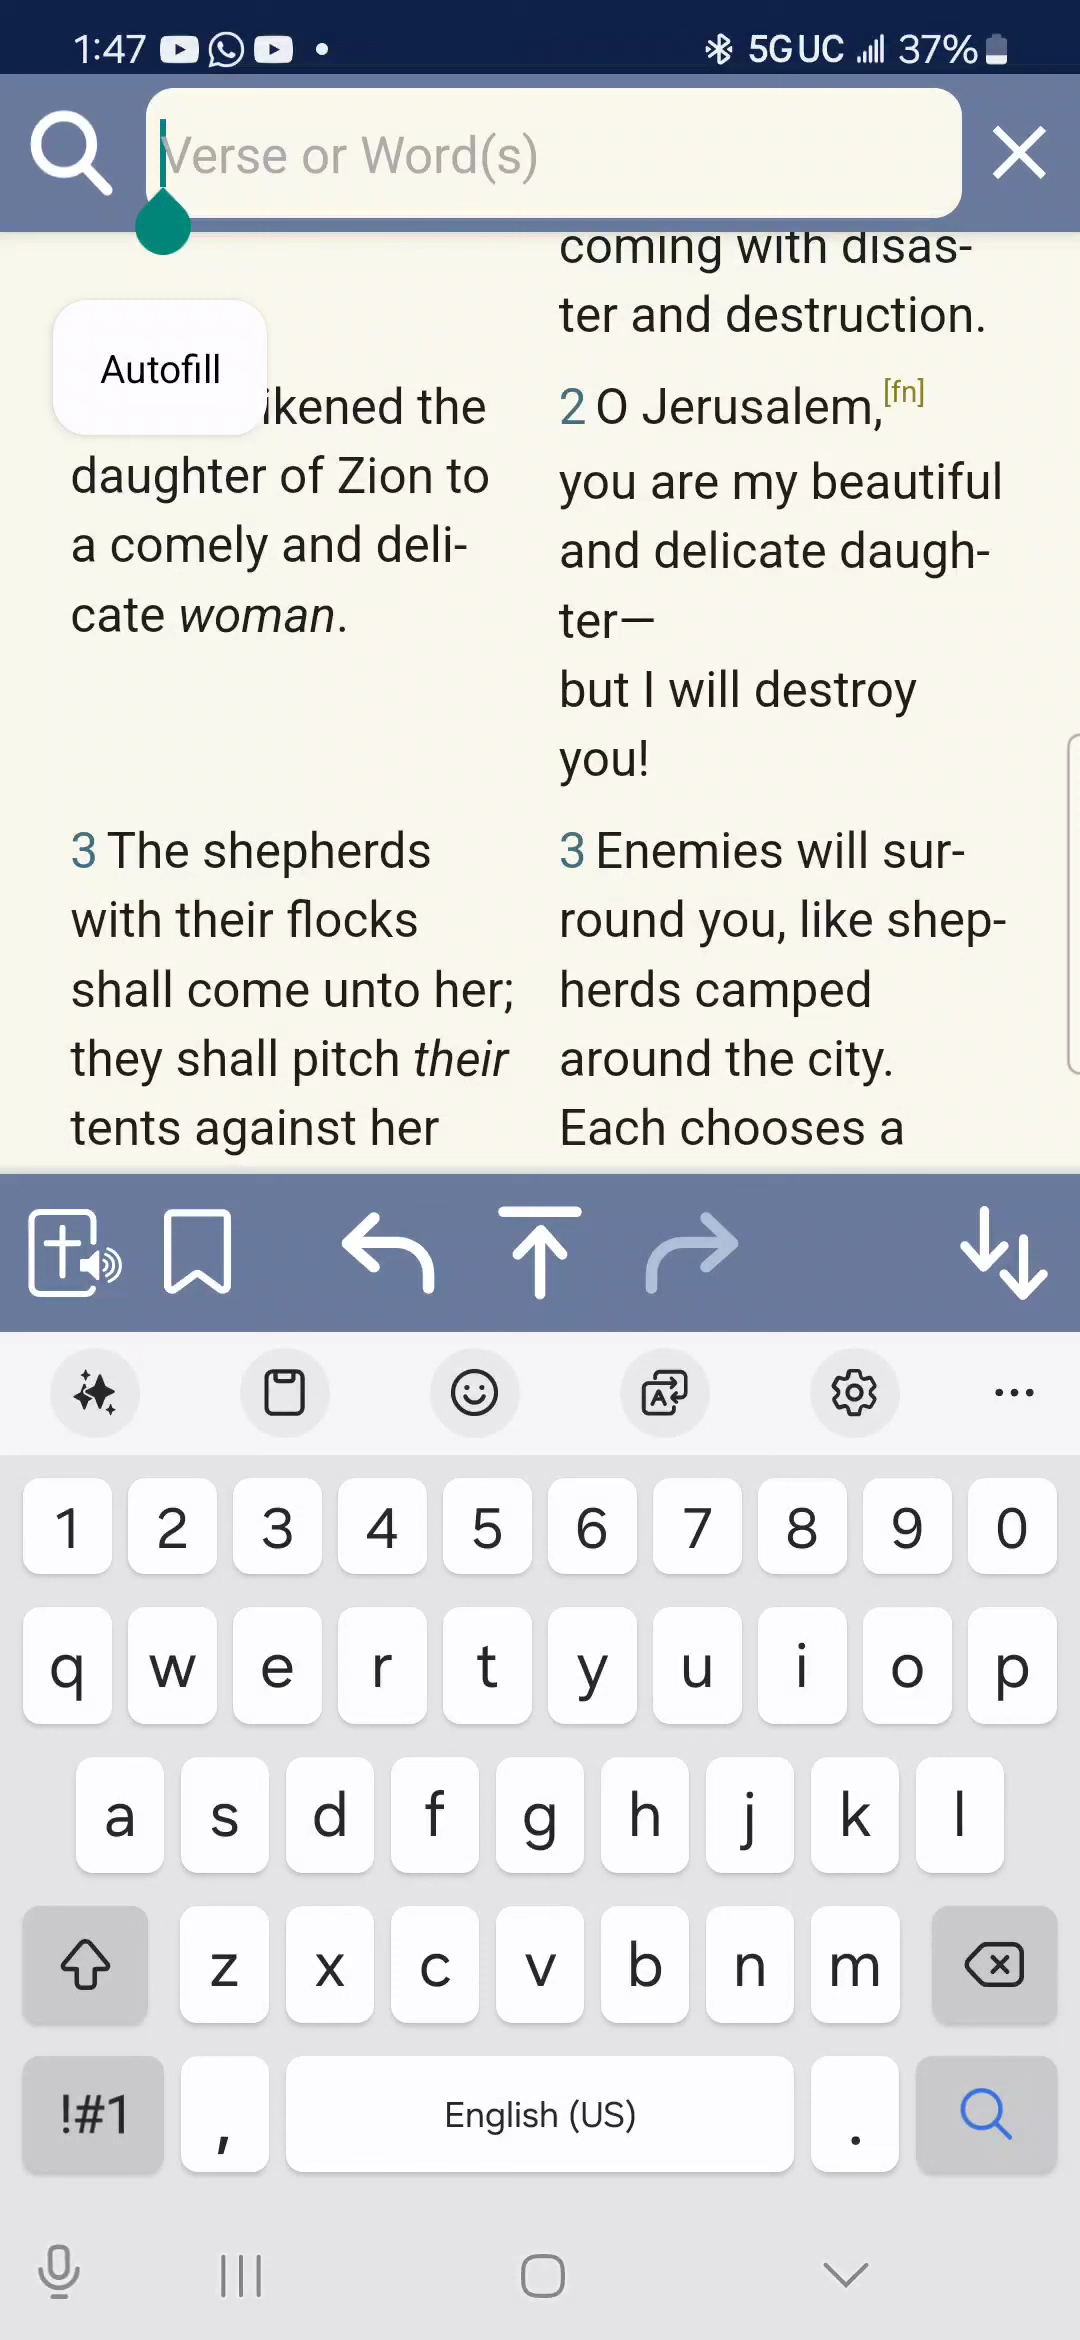 1:47
5G UC 37%
Verse or Word(s)
Autofill
ikened the
daughter of Zion to
a comely and deli-
cate woman.
3 The shepherds
with their flocks
shall come unto her;
they shall pitch their
tents against her
coming with disas-
ter and destruction.
2 O Jerusalem,[fn]
you are my beautiful
and delicate daugh-
ter—
but I will destroy
you!
3 Enemies will sur-
round you, like shep-
herds camped
around the city.
Each chooses a
1 2 3 4 5 6 7 8 9 0
q w e r t y u i o p
a s d f g h j k l
z x c v b n m
!#1 , English (US) .